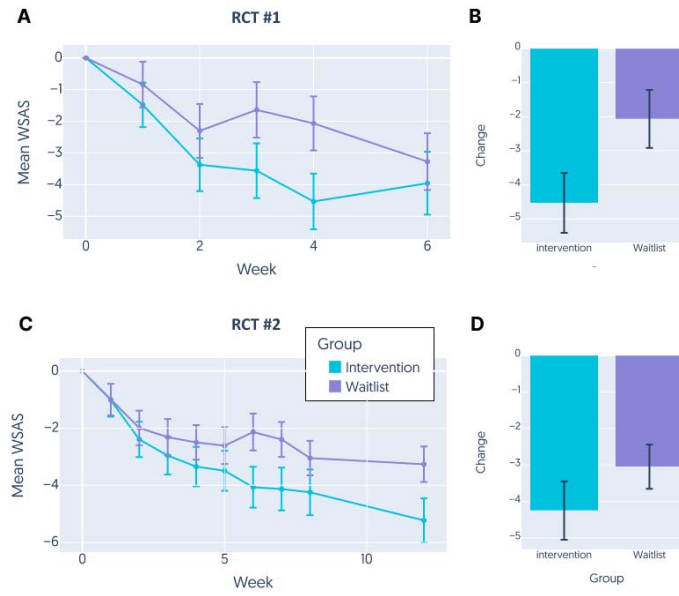 A
RCT #1
B
0
−1
−2
−3
−4
−5
Mean WSAS
0
2
4
6
Week
0
−1
−2
−3
−4
−5
Change
intervention
Waitlist
C
RCT #2
D
Group
Intervention
Waitlist
0
−2
−4
−6
Mean WSAS
0
5
10
Week
0
−1
−2
−3
−4
−5
Change
intervention
Waitlist
Group